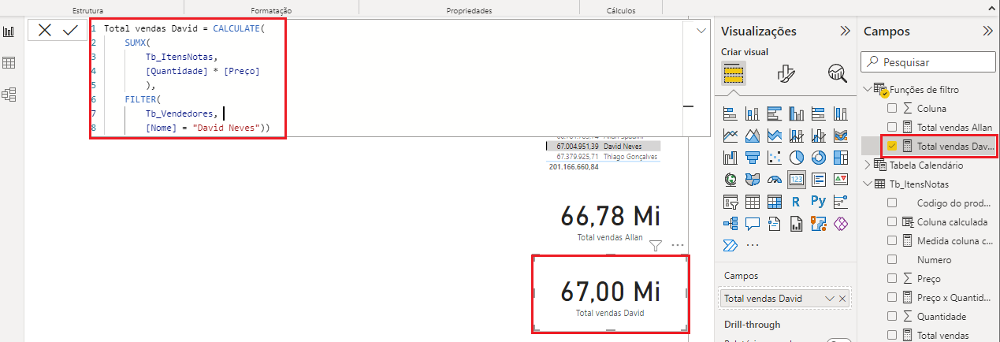 Estrutura
Formatação
Propriedades
Cálculos
1 Total vendas David = CALCULATE(
2 SUMX(
3 Tb_ItensNotas,
4 [Quantidade] * [Preço]
5 ),
6 FILTER(
7 Tb_Vendedores,
8 [Nome] = "David Neves"))
67.004.951,39 David Neves
67.379.925,71 Thiago Gonçalves
201.166.660,84
66,78 Mi
Total vendas Allan
67,00 Mi
Total vendas David
Visualizações
Criar visual
123
R
Py
Campos
Total vendas David
Drill-through
Campos
Pesquisar
Funções de filtro
Coluna
Total vendas Allan
Total vendas Dav...
Tabela Calendário
Tb_ItensNotas
Codigo do prod...
Coluna calculada
Medida coluna c...
Numero
Preço
Preço x Quantid...
Quantidade
Total vendas